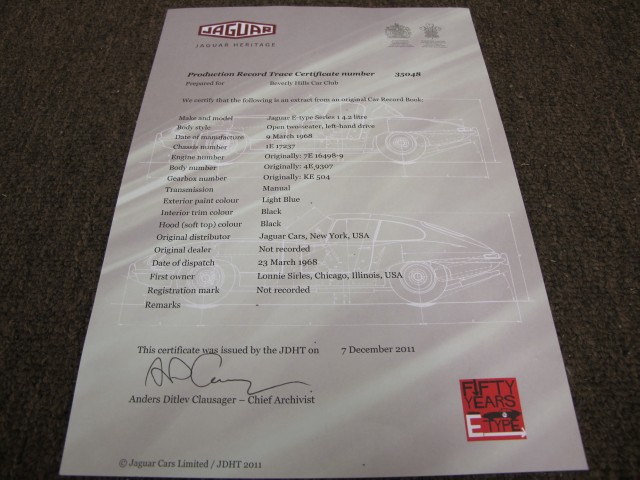 JAGUAR
JAGUAR HERITAGE
Production Record Trace Certificate number 35048
Prepared for Beverly Hills Car Club
We certify that the following is an extract from an original Car Record Book:
Make and model Jaguar E-type Series 1 4.2 litre
Body style Open two-seater, left-hand drive
Date of manufacture 9 March 1968
Chassis number 1E 17237
Engine number Originally: 7E 16498-9
Body number Originally: 4E 9307
Gearbox number Originally: KE 504
Transmission Manual
Exterior paint colour Light Blue
Interior trim colour Black
Hood (soft top) colour Black
Original distributor Jaguar Cars, New York, USA
Original dealer Not recorded
Date of dispatch 23 March 1968
First owner Lonnie Sirles, Chicago, Illinois, USA
Registration mark Not recorded
Remarks .
This certificate was issued by the JDHT on 7 December 2011
Anders Ditlev Clausager – Chief Archivist
FIFTY
YEARS
E TYPE
© Jaguar Cars Limited / JDHT 2011